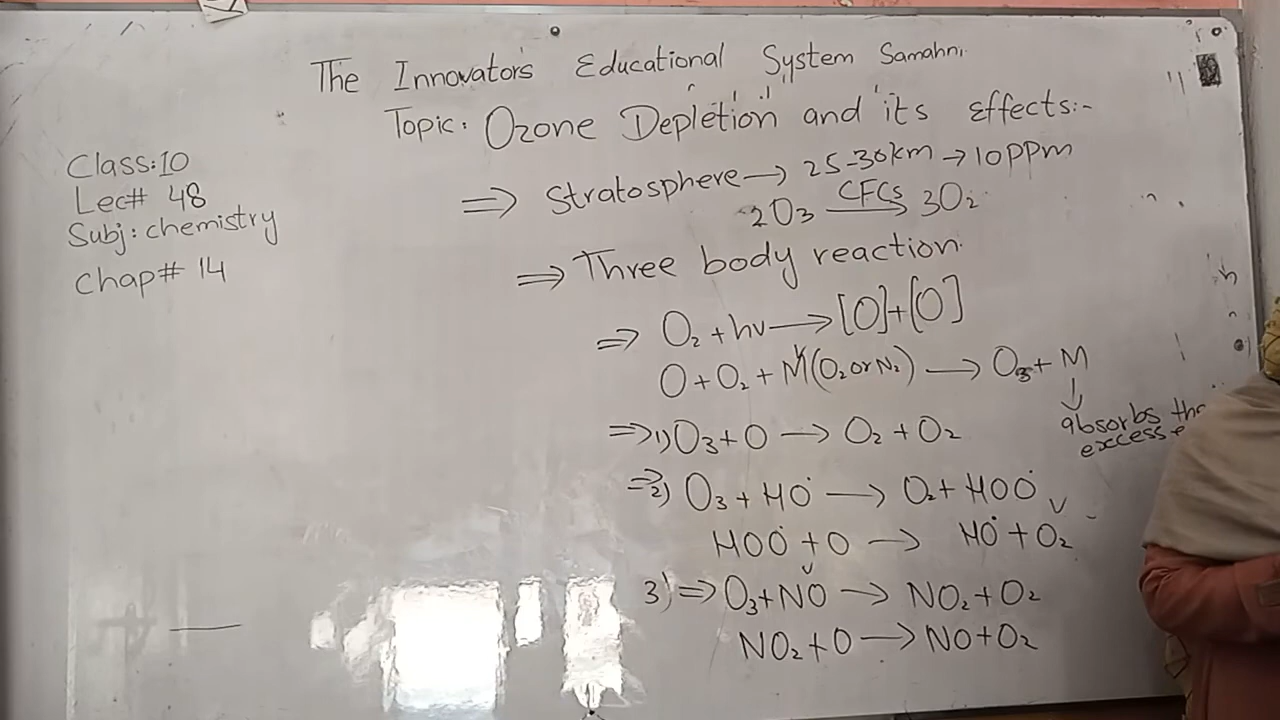 The Innovators Educational System Samahni
Topic: Ozone Depletion and its effects:-
Class:10
Lec# 48
Subj: chemistry
Chap# 14
⇒ Stratosphere → 25-30km → 10PPm
2O₃ CFCs→ 3O₂
⇒ Three body reaction
⇒ O₂ + hν → [O]+[O]
O + O₂ + M(O₂ or N₂) → O₃ + M
↓
absorbs the
excess
⇒ 1) O₃ + O → O₂ + O₂
⇒ 2) O₃ + HO˙ → O₂ + HOO˙
HOO˙ + O → HO˙ + O₂
3) ⇒ O₃ + NO → NO₂ + O₂
NO₂ + O → NO + O₂